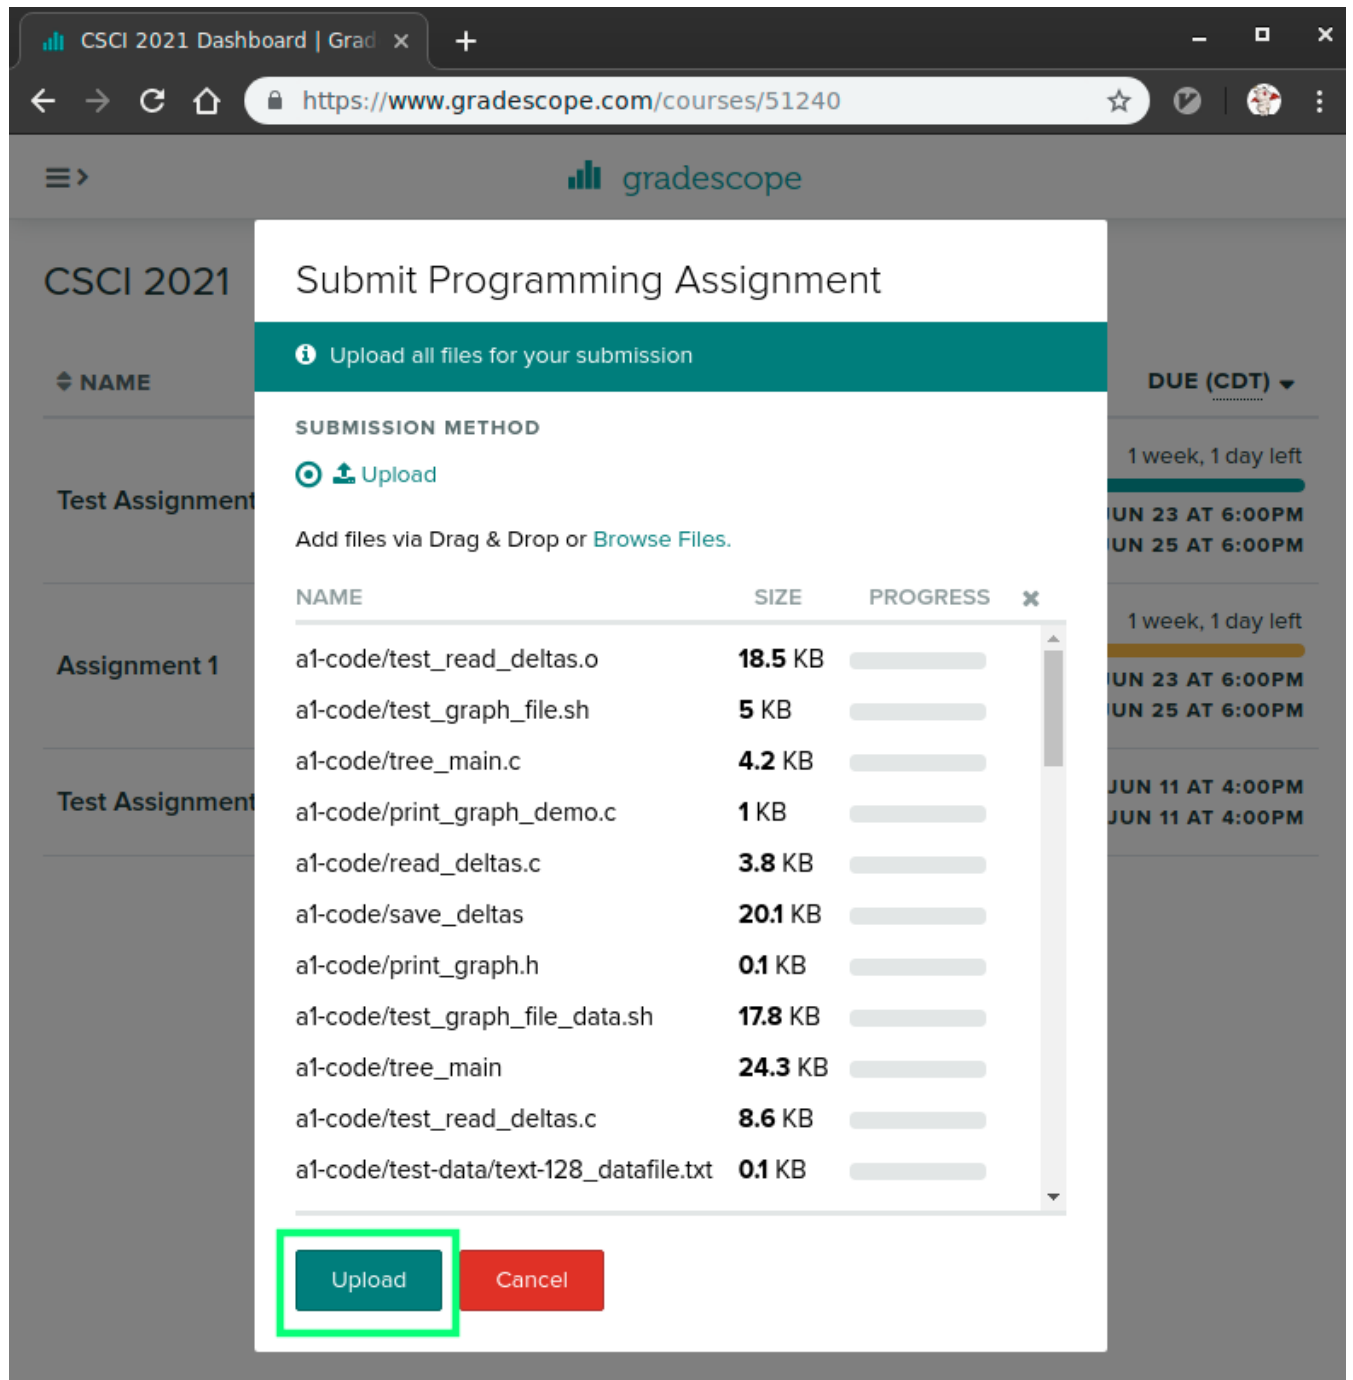 CSCI 2021 Dashboard | Grad
https://www.gradescope.com/courses/51240
gradescope
CSCI 2021
NAME
DUE (CDT)
Test Assignment
1 week, 1 day left
JUN 23 AT 6:00PM
JUN 25 AT 6:00PM
Assignment 1
1 week, 1 day left
JUN 23 AT 6:00PM
JUN 25 AT 6:00PM
Test Assignment
JUN 11 AT 4:00PM
JUN 11 AT 4:00PM
Submit Programming Assignment
Upload all files for your submission
SUBMISSION METHOD
Upload
Add files via Drag & Drop or Browse Files.
NAME SIZE PROGRESS
a1-code/test_read_deltas.o 18.5 KB
a1-code/test_graph_file.sh 5 KB
a1-code/tree_main.c 4.2 KB
a1-code/print_graph_demo.c 1 KB
a1-code/read_deltas.c 3.8 KB
a1-code/save_deltas 20.1 KB
a1-code/print_graph.h 0.1 KB
a1-code/test_graph_file_data.sh 17.8 KB
a1-code/tree_main 24.3 KB
a1-code/test_read_deltas.c 8.6 KB
a1-code/test-data/text-128_datafile.txt 0.1 KB
Upload Cancel